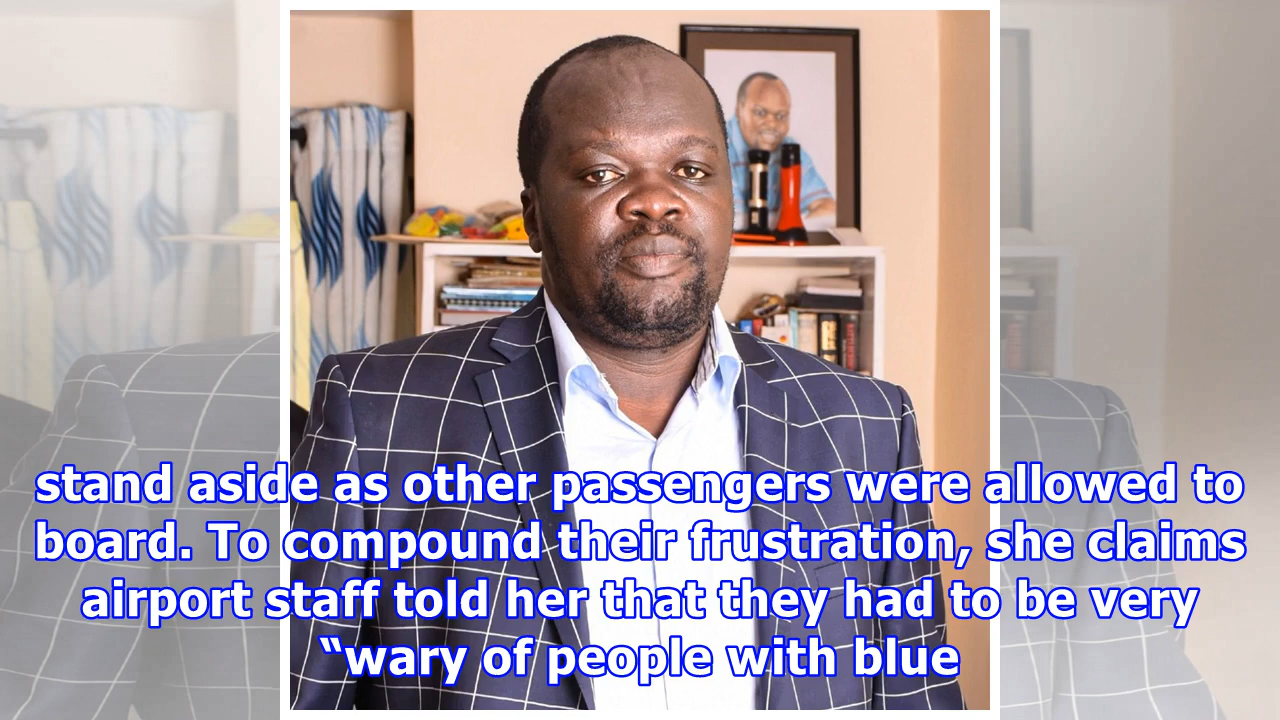 stand aside as other passengers were allowed to
board. To compound their frustration, she claims
airport staff told her that they had to be very
“wary of people with blue